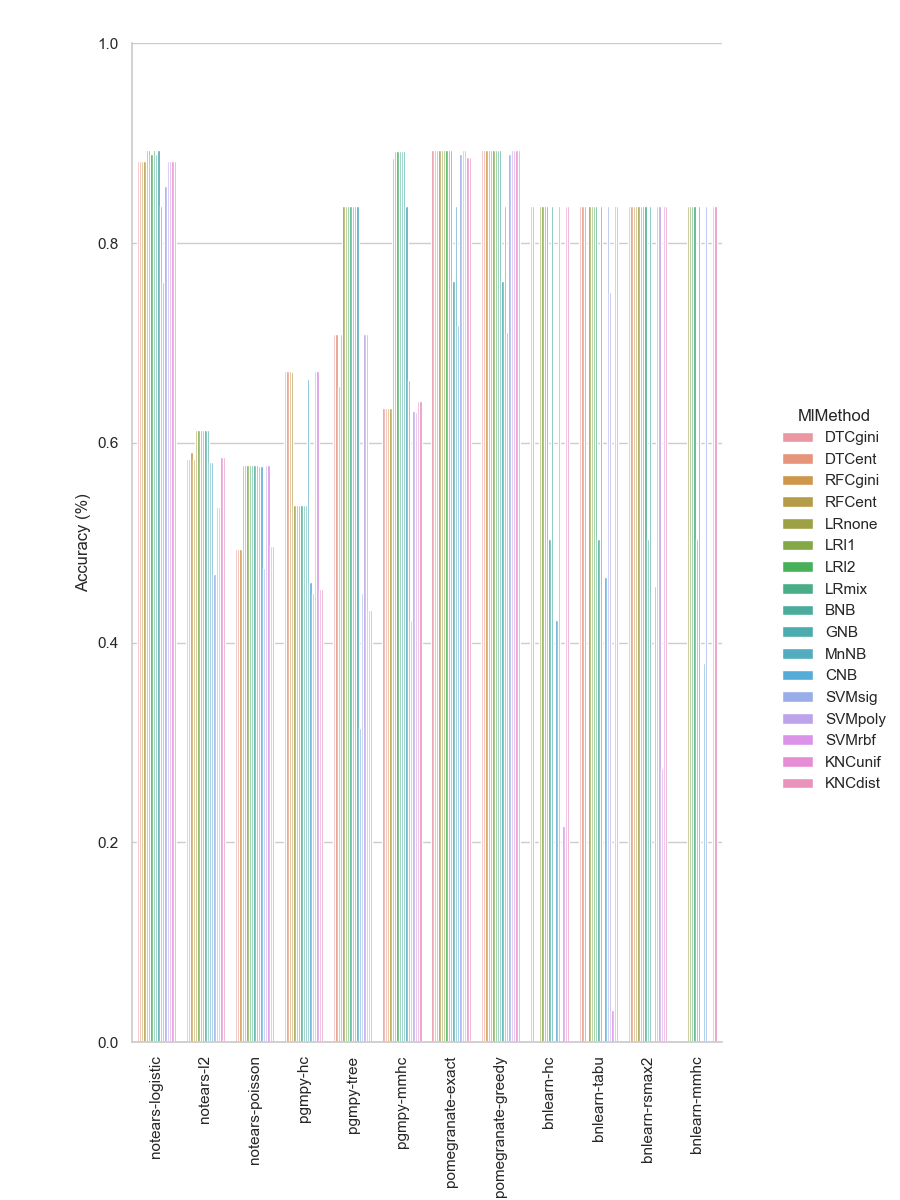 1.0
0.8
0.6
0.4
0.2
0.0
Accuracy (%)
notears-logistic
notears-l2
notears-poisson
pgmpy-hc
pgmpy-tree
pgmpy-mmhc
pomegranate-exact
pomegranate-greedy
bnlearn-hc
bnlearn-tabu
bnlearn-rsmax2
bnlearn-mmhc
MlMethod
DTCgini
DTCent
RFCgini
RFCent
LRnone
LRl1
LRl2
LRmix
BNB
GNB
MnNB
CNB
SVMsig
SVMpoly
SVMrbf
KNCunif
KNCdist